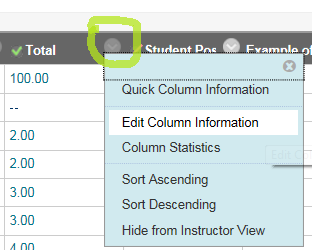 Total Student Pos Example of
100.00
Quick Column Information
--
Edit Column Information
2.00
Column Statistics
2.00
Sort Ascending
3.00
Sort Descending
3.00
Hide from Instructor View
4.00